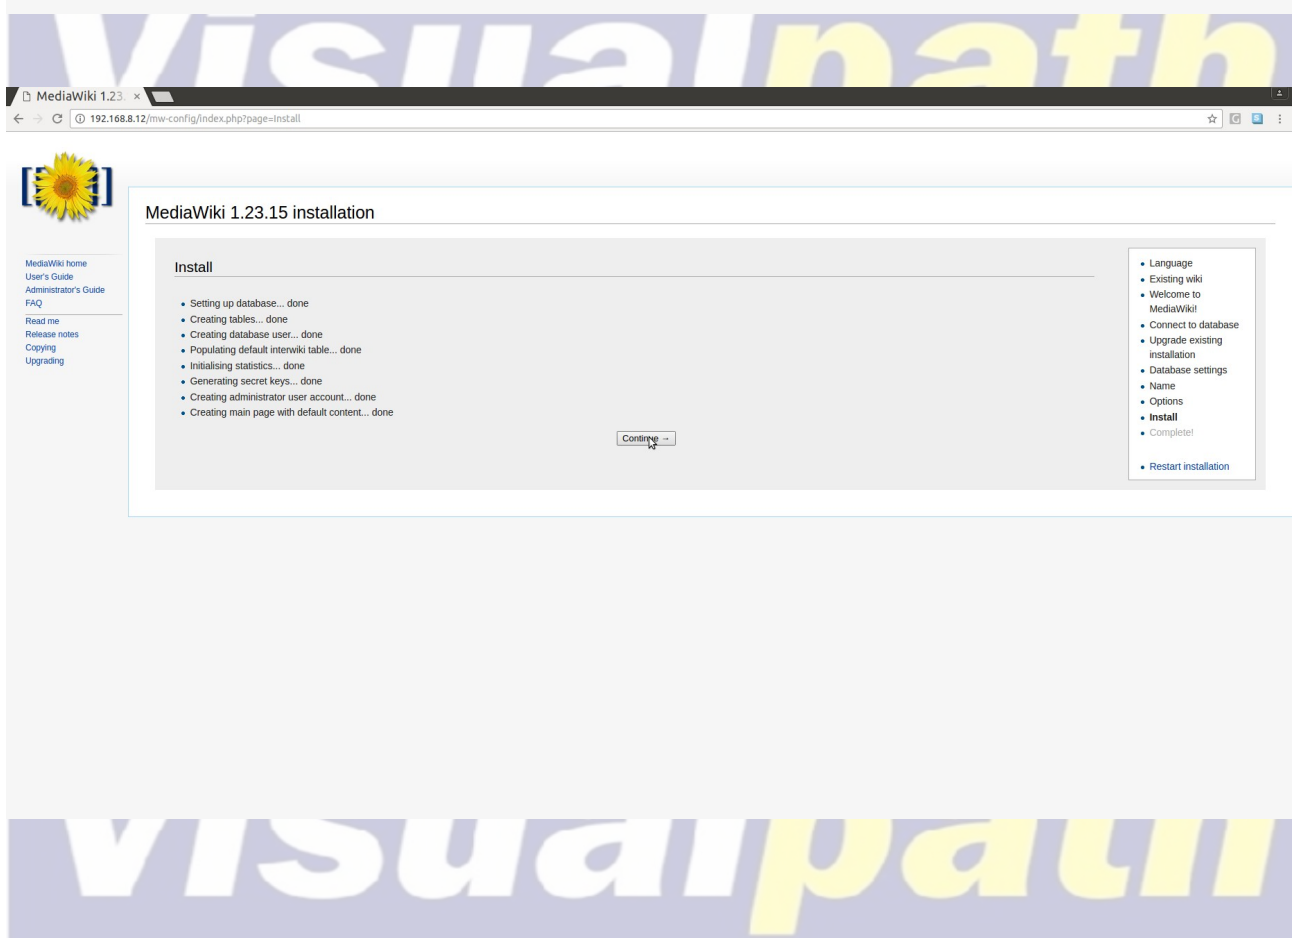 Visualpath
MediaWiki 1.23.
192.168.8.12/mw-config/index.php?page=Install
MediaWiki 1.23.15 installation
MediaWiki home
User's Guide
Administrator's Guide
FAQ
Read me
Release notes
Copying
Upgrading
Install
Setting up database... done
Creating tables... done
Creating database user... done
Populating default interwiki table... done
Initialising statistics... done
Generating secret keys... done
Creating administrator user account... done
Creating main page with default content... done
Continue →
Language
Existing wiki
Welcome to
MediaWiki!
Connect to database
Upgrade existing
installation
Database settings
Name
Options
Install
Complete!
Restart installation
Visualpath